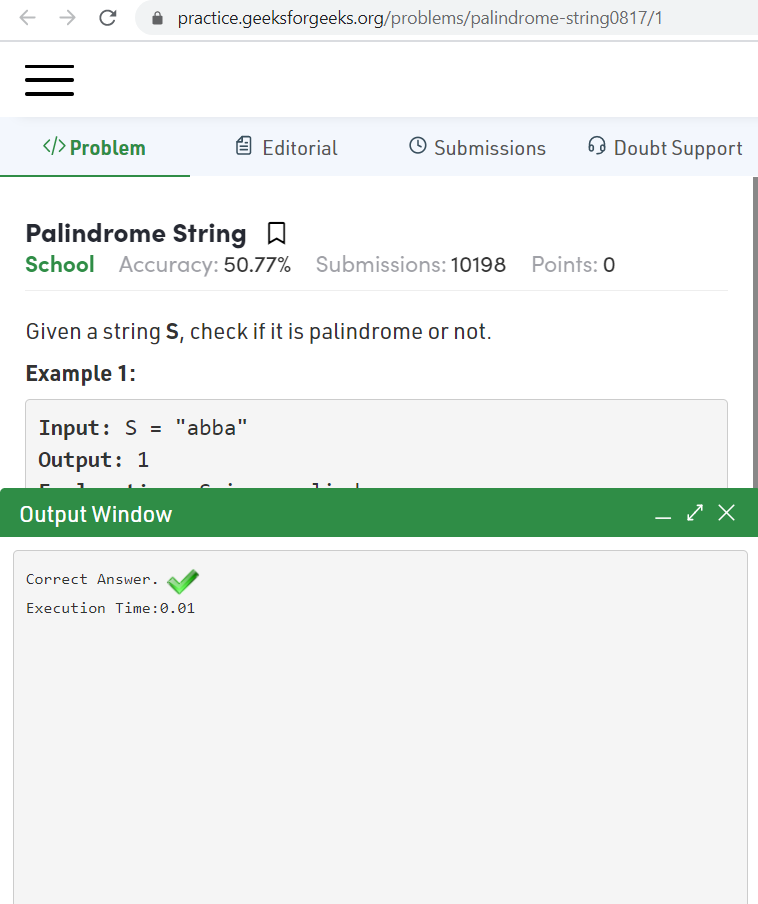 practice.geeksforgeeks.org/problems/palindrome-string0817/1
</> Problem Editorial Submissions Doubt Support
Palindrome String
School Accuracy: 50.77% Submissions: 10198 Points: 0
Given a string S, check if it is palindrome or not.
Example 1:
Input: S = "abba"
Output: 1
Output Window
Correct Answer.
Execution Time:0.01